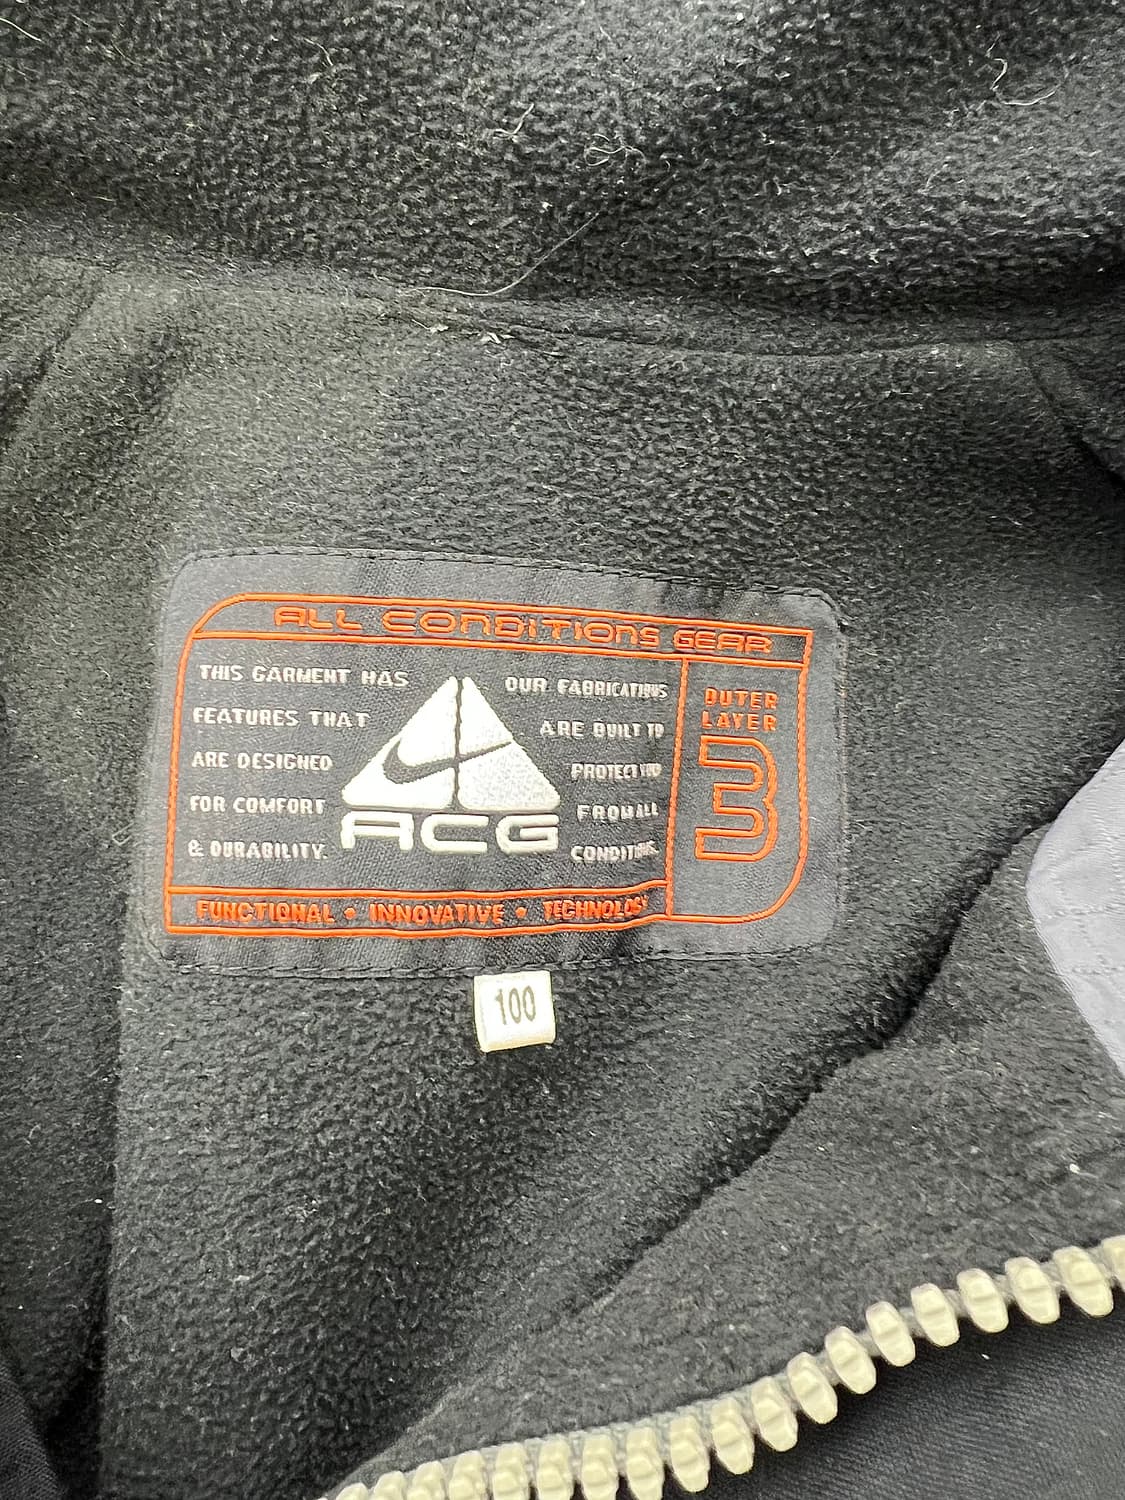 ALL CONDITIONS GEAR
THIS GARMENT HAS
FEATURES THAT
ARE DESIGNED
FOR COMFORT
& DURABILITY.
ACG
OUR FABRICATIONS
ARE BUILT TO
PROTECT YOU
FROM ALL
CONDITIONS.
OUTER
LAYER
3
FUNCTIONAL • INNOVATIVE • TECHNOLOGY
100